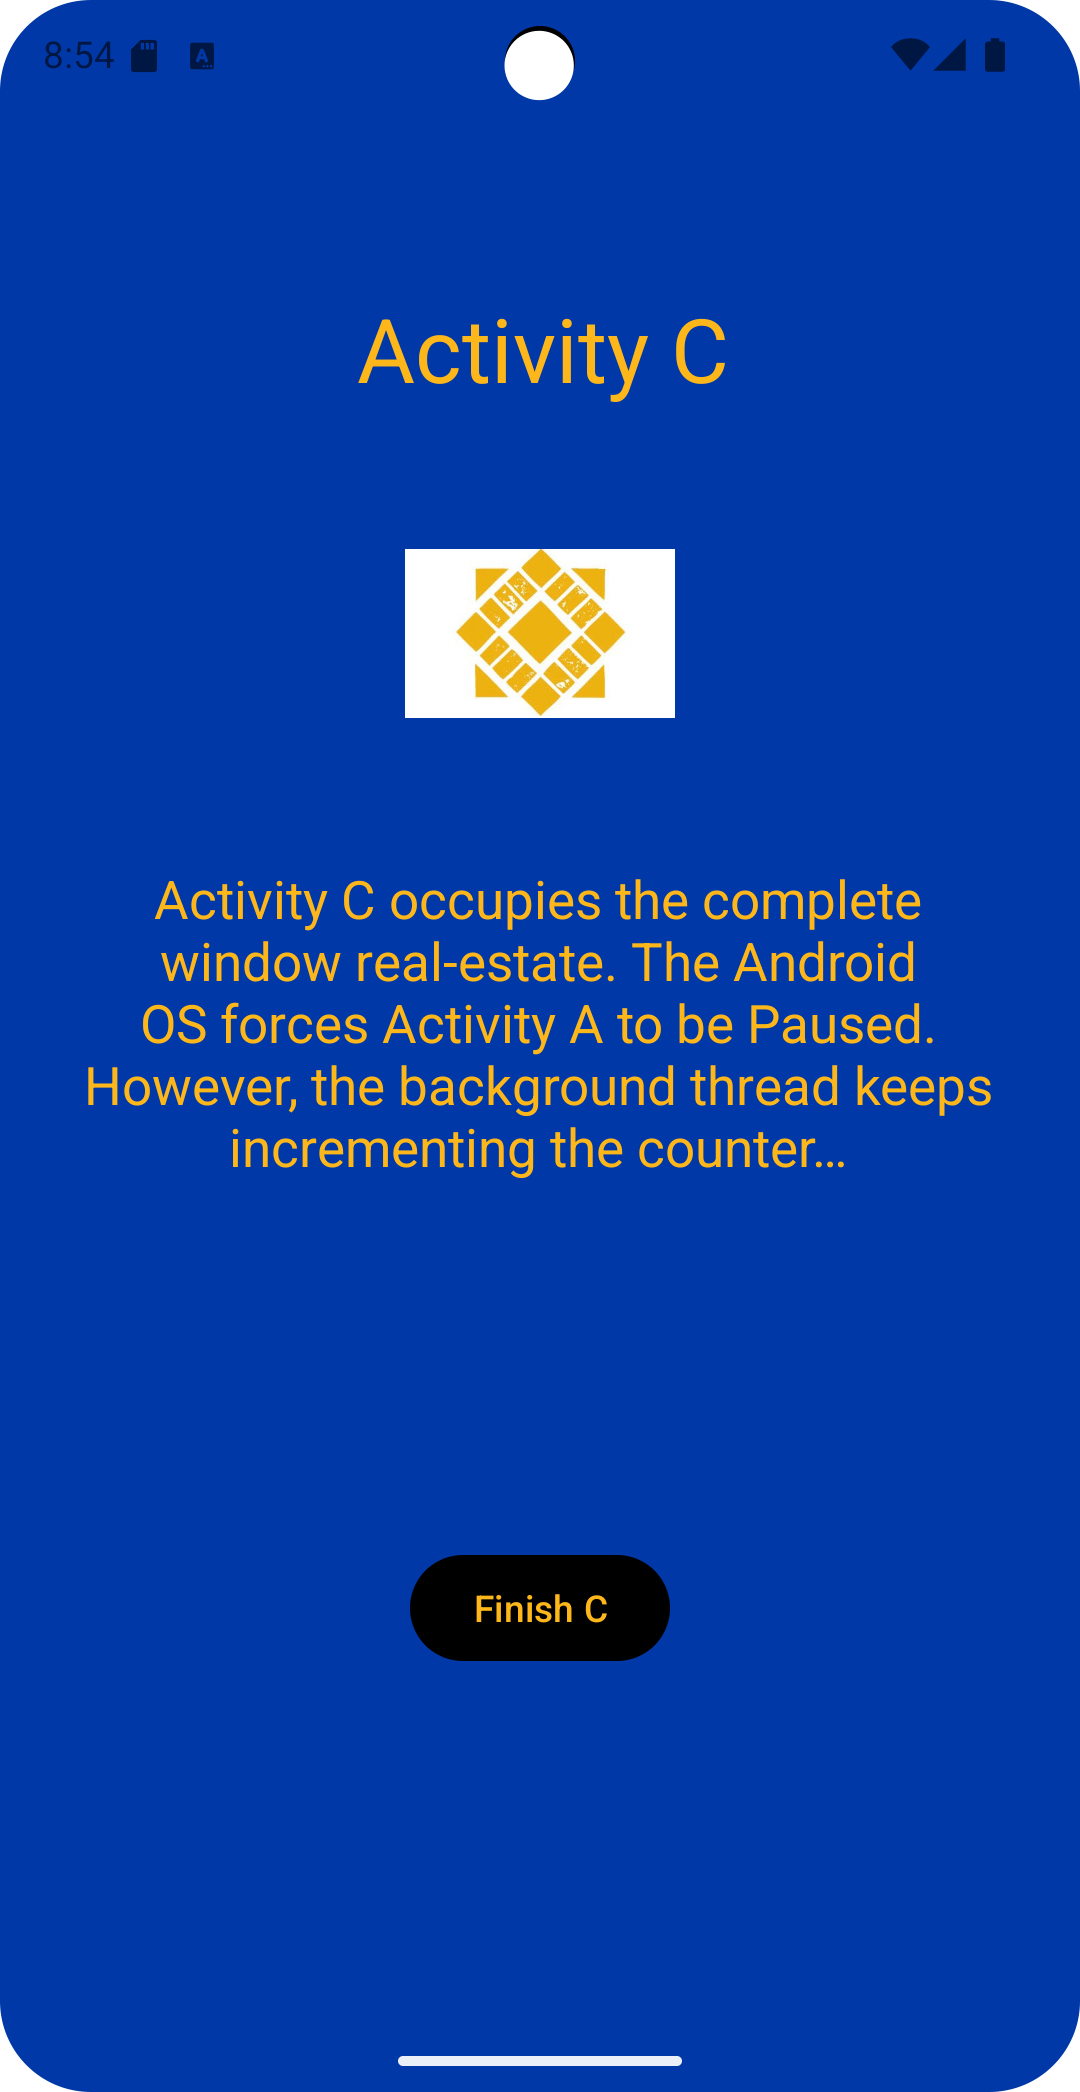 8:54
A
Activity C
Activity C occupies the complete
window real-estate. The Android
OS forces Activity A to be Paused.
However, the background thread keeps
incrementing the counter…
Finish C